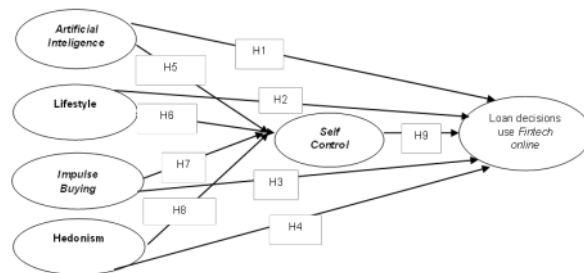 Artificial
Inteligence
H1
H5
Lifestyle
H2
H6
Self
Control
H9
Loan decisions
use Fintech
online
Impulse
Buying
H7
H3
H8
Hedonism
H4